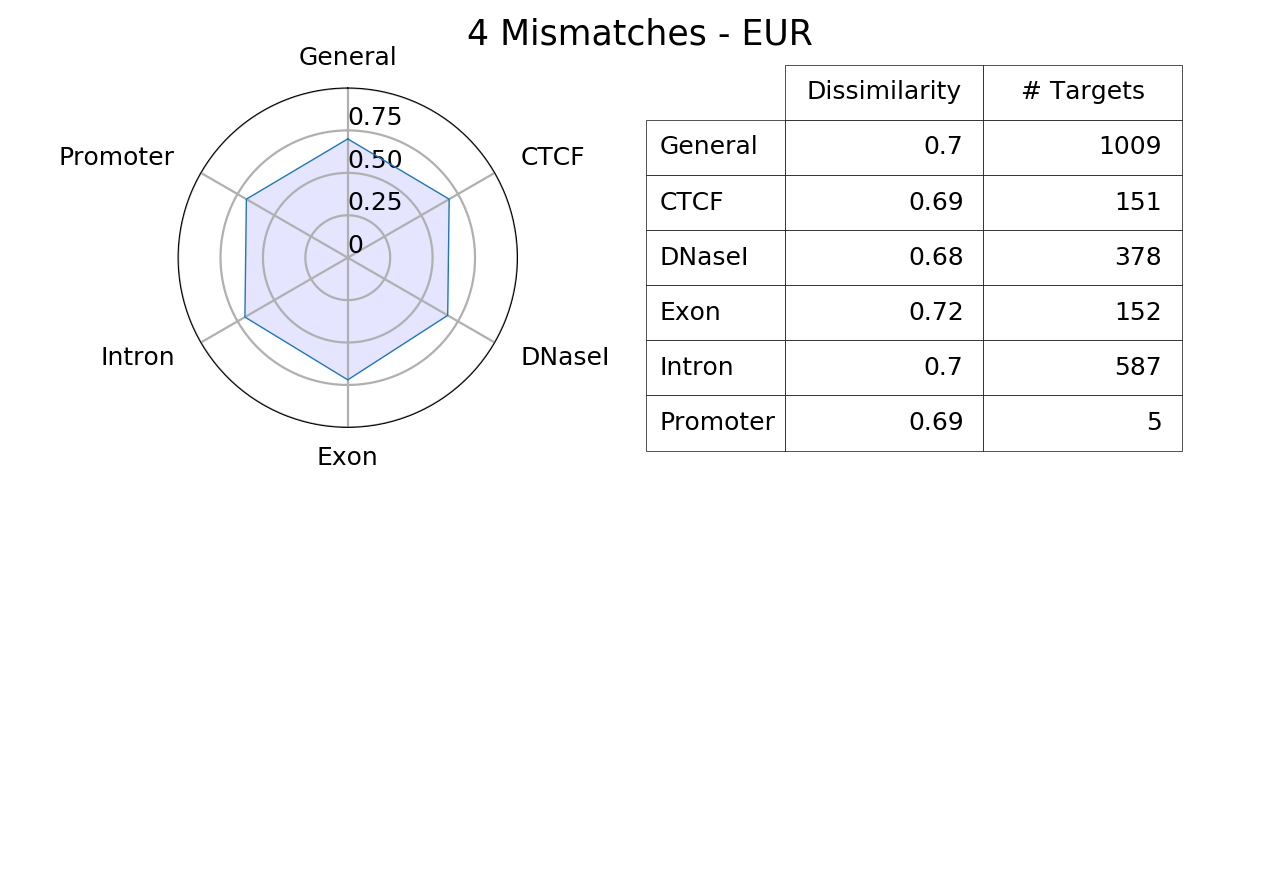 4 Mismatches - EUR
General
Promoter
CTCF
0.75
0.50
0.25
0
Intron
DNaseI
Exon
Dissimilarity # Targets
General 0.7 1009
CTCF 0.69 151
DNaseI 0.68 378
Exon 0.72 152
Intron 0.7 587
Promoter 0.69 5